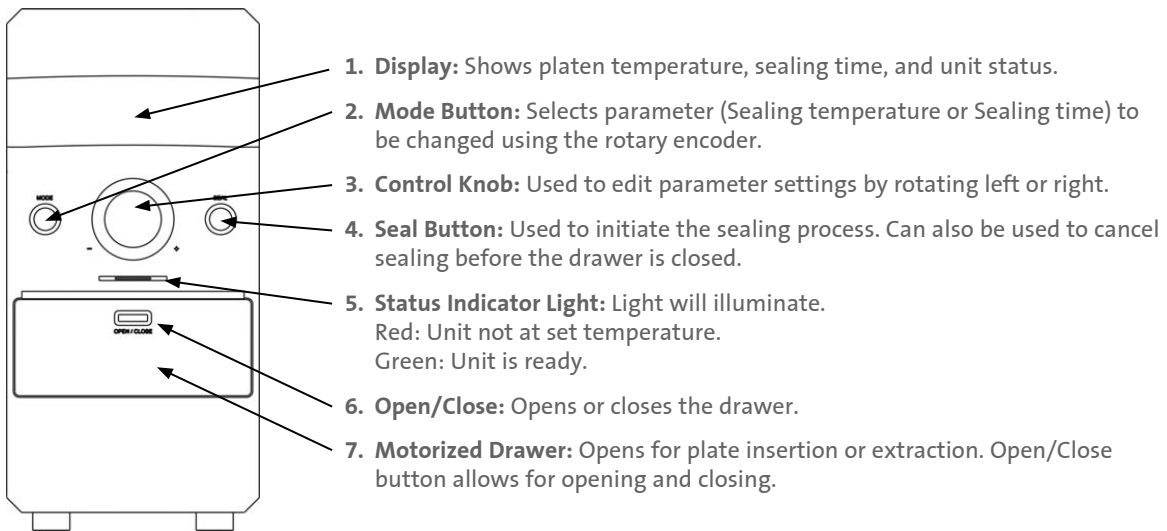 1. Display: Shows platen temperature, sealing time, and unit status.
2. Mode Button: Selects parameter (Sealing temperature or Sealing time) to
be changed using the rotary encoder.
3. Control Knob: Used to edit parameter settings by rotating left or right.
MODE
SEAL
4. Seal Button: Used to initiate the sealing process. Can also be used to cancel
sealing before the drawer is closed.
- +
5. Status Indicator Light: Light will illuminate.
Red: Unit not at set temperature.
Green: Unit is ready.
OPEN / CLOSE
6. Open/Close: Opens or closes the drawer.
7. Motorized Drawer: Opens for plate insertion or extraction. Open/Close
button allows for opening and closing.